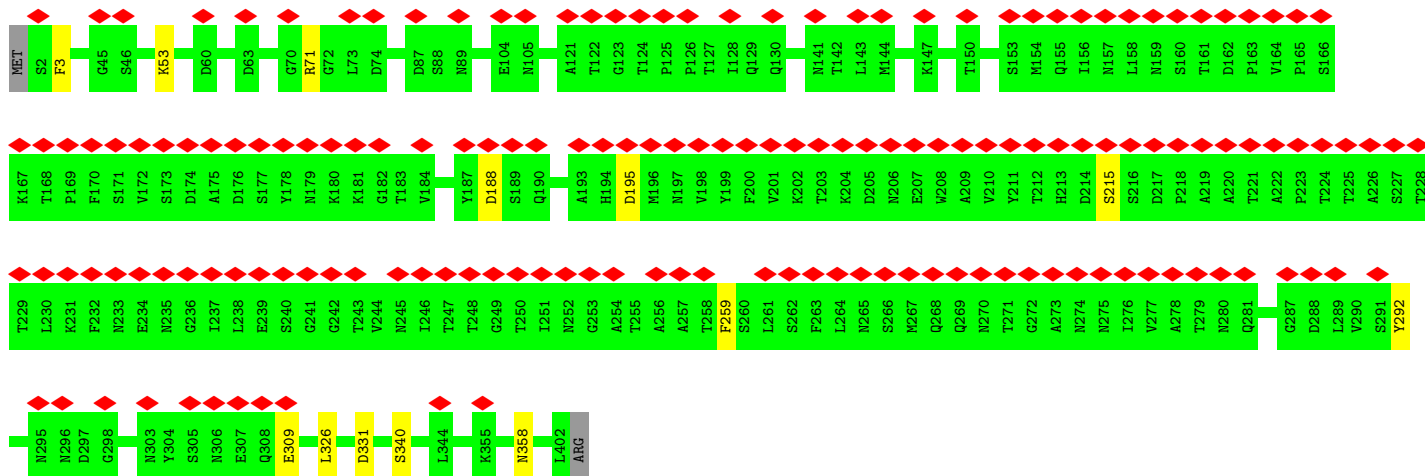 MET S2 F3 G45 S46 K53 D60 D63 G70 R71 G72 L73 D74 D87 S88 N89 E104 N105 A121 T122 G123 T124 P125 P126 T127 I128 Q129 Q130 N141 T142 L143 M144 K147 T150 S153 M154 Q155 I156 N157 L158 N159 S160 T161 D162 P163 V164 P165 S166
K167 T168 P169 F170 S171 V172 S173 D174 A175 D176 S177 Y178 N179 K180 K181 G182 T183 V184 Y187 D188 S189 Q190 A193 H194 D195 M196 N197 V198 Y199 F200 V201 K202 T203 K204 D205 N206 E207 W208 A209 V210 Y211 T212 H213 D214 S215 S216 D217 P218 A219 A220 T221 A222 P223 T224 T225 A226 S227 T228
T229 L230 K231 F232 N233 E234 N235 G236 I237 L238 E239 S240 G241 G242 T243 V244 N245 I246 T247 T248 G249 T250 I251 N252 G253 A254 T255 A256 A257 T258 F259 S260 L261 S262 F263 L264 N265 S266 M267 Q268 Q269 N270 T271 G272 A273 N274 N275 I276 V277 A278 T279 N280 Q281 G287 D288 L289 V290 S291 Y292
N295 N296 D297 G298 N303 Y304 S305 N306 E307 Q308 E309 L326 D331 S340 L344 K355 N358 L402 ARG